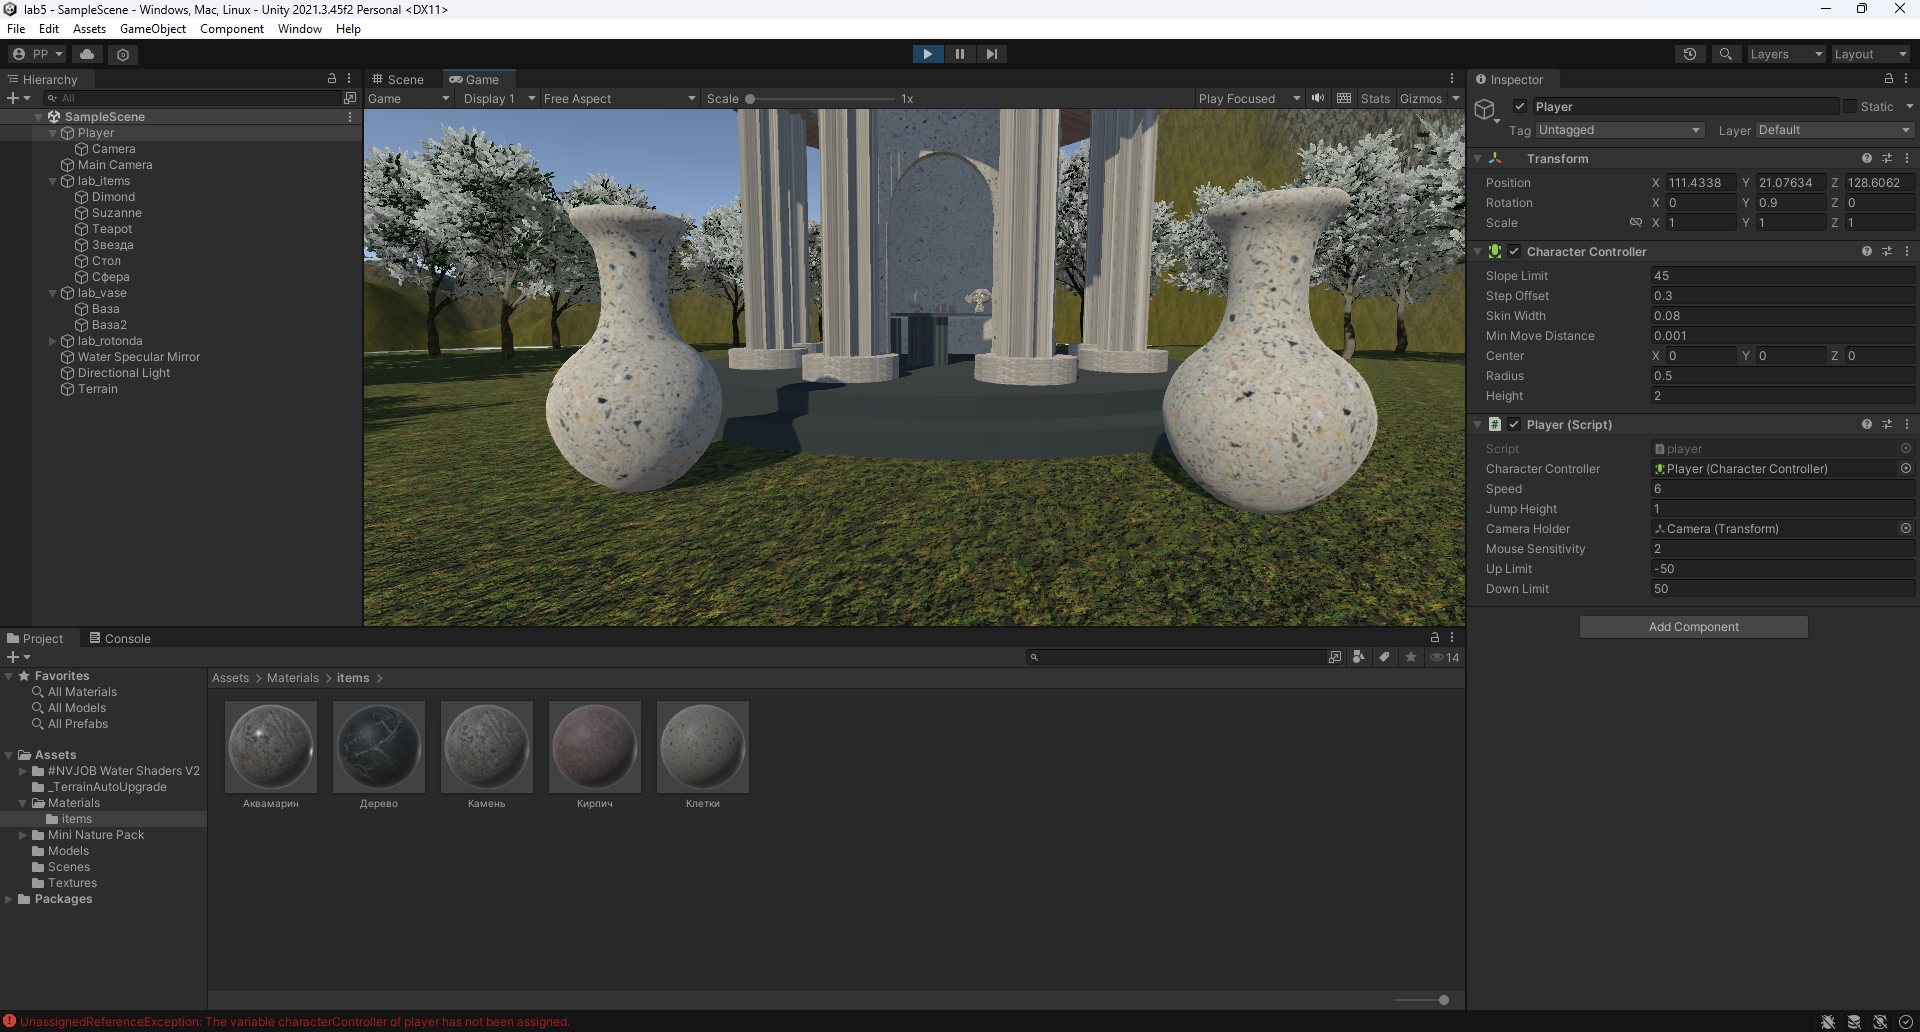 lab5 - SampleScene - Windows, Mac, Linux - Unity 2021.3.45f2 Personal <DX11>
File Edit Assets GameObject Component Window Help
PP
Layers
Layout
Hierarchy
All
SampleScene
Player
Camera
Main Camera
lab_items
Dimond
Suzanne
Teapot
Звезда
Стол
Сфера
lab_vase
Ваза
Ваза2
lab_rotonda
Water Specular Mirror
Directional Light
Terrain
Scene Game
Game Display 1 Free Aspect Scale 1x Play Focused Stats Gizmos
Inspector
Player Static
Tag Untagged Layer Default
Transform
Position X 111.4338 Y 21.07634 Z 128.6062
Rotation X 0 Y 0.9 Z 0
Scale X 1 Y 1 Z 1
Character Controller
Slope Limit 45
Step Offset 0.3
Skin Width 0.08
Min Move Distance 0.001
Center X 0 Y 0 Z 0
Radius 0.5
Height 2
# Player (Script)
Script player
Character Controller Player (Character Controller)
Speed 6
Jump Height 1
Camera Holder Camera (Transform)
Mouse Sensitivity 2
Up Limit -50
Down Limit 50
Add Component
Project Console
14
Favorites
All Materials
All Models
All Prefabs
Assets
#NVJOB Water Shaders V2
_TerrainAutoUpgrade
Materials
items
Mini Nature Pack
Models
Scenes
Textures
Packages
Assets > Materials > items >
Аквамарин Дерево Камень Кирпич Клетки
UnassignedReferenceException: The variable characterController of player has not been assigned.